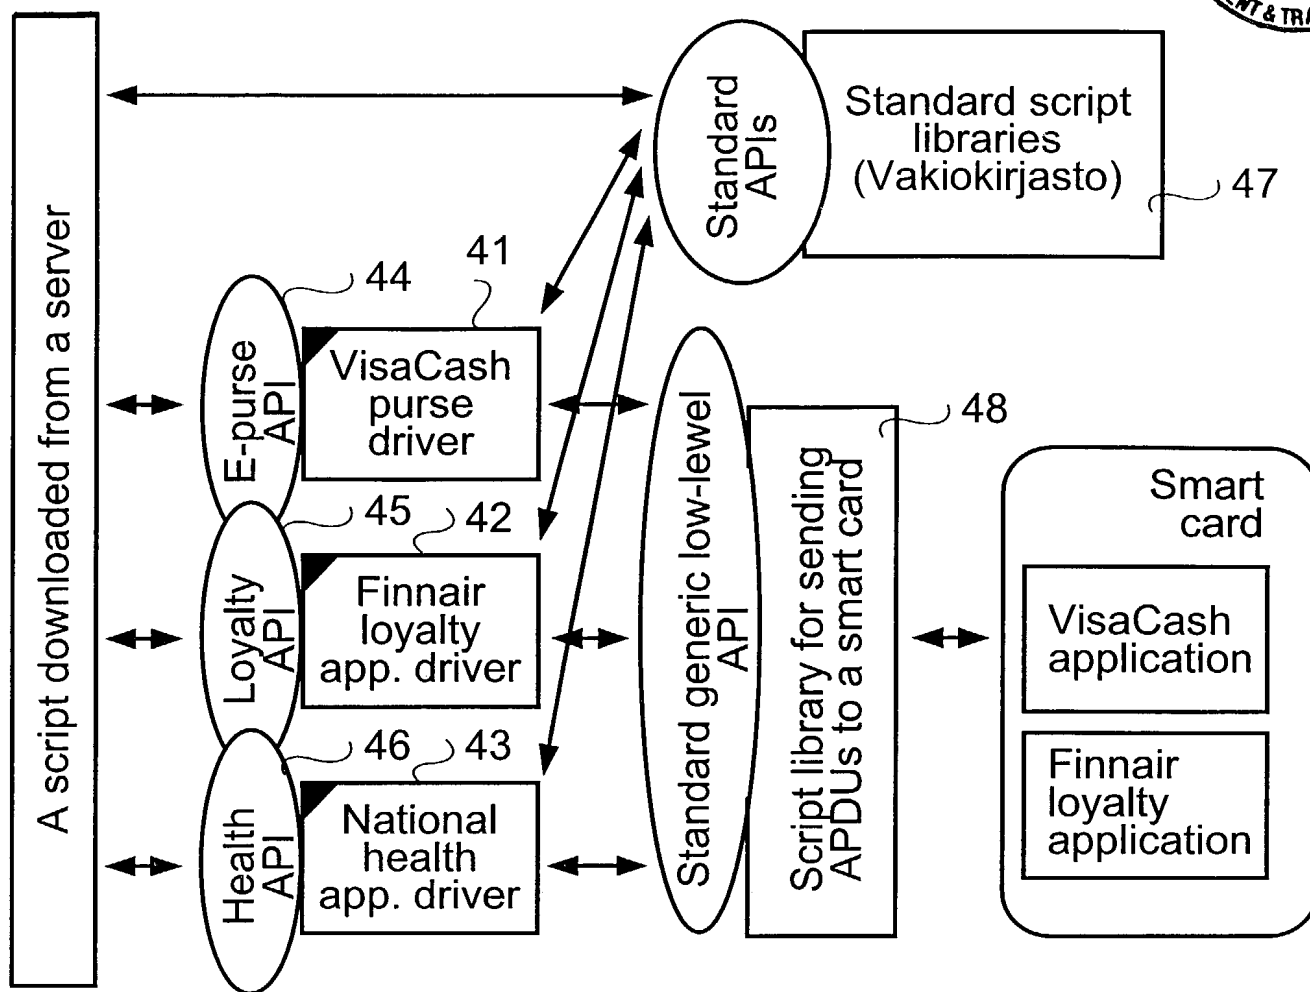 A script downloaded from a server
Standard
APIs
Standard script
libraries
(Vakiokirjasto)
47
44
41
E-purse
API
VisaCash
purse
driver
45
42
Loyalty
API
Finnair
loyalty
app. driver
46
43
Health
API
National
health
app. driver
Standard generic low-lewel
API
48
Script library for sending
APDUs to a smart card
Smart
card
VisaCash
application
Finnair
loyalty
application